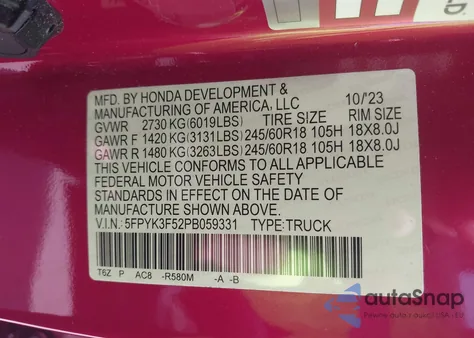 MFD. BY HONDA DEVELOPMENT &
MANUFACTURING OF AMERICA, LLC 10/'23
GVWR 2730 KG(6019LBS) TIRE SIZE RIM SIZE
GAWR F 1420 KG(3131LBS) 245/60R18 105H 18X8.0J
GAWR R 1480 KG(3263LBS) 245/60R18 105H 18X8.0J
THIS VEHICLE CONFORMS TO ALL APPLICABLE
FEDERAL MOTOR VEHICLE SAFETY
STANDARDS IN EFFECT ON THE DATE OF
MANUFACTURE SHOWN ABOVE.
V.I.N.:5FPYK3F52PB059331 TYPE:TRUCK
T6Z P AC8 -R580M -A -B
autoSnap